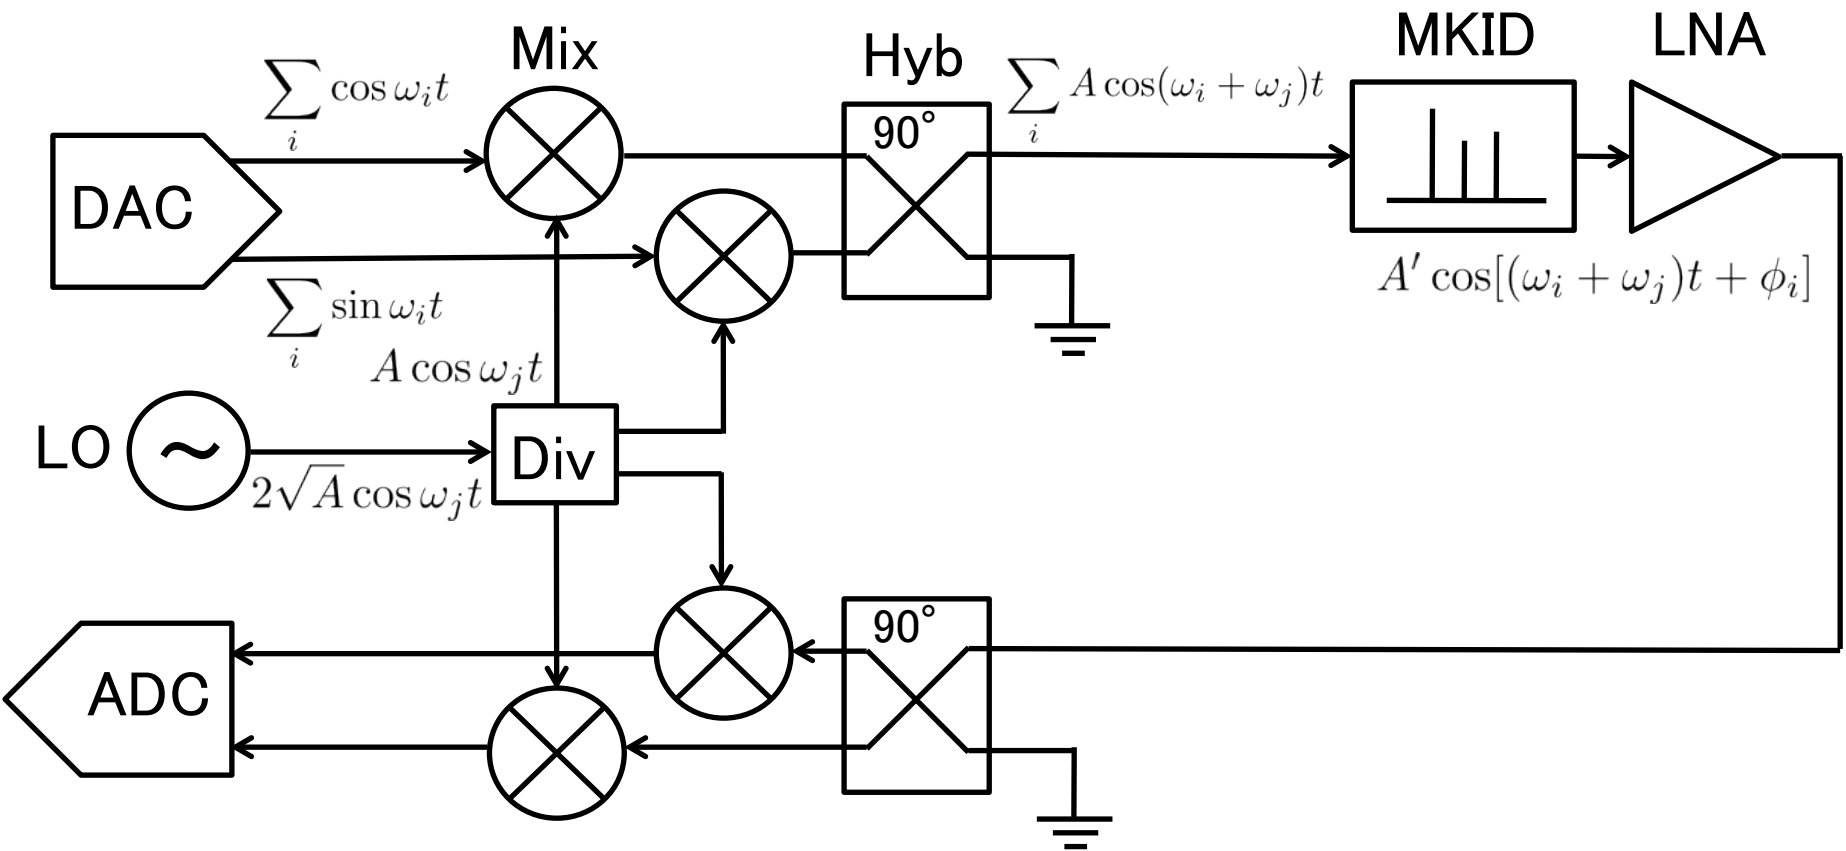 Mix
Hyb
MKID
LNA
∑_i cos ω_i t
90°
∑_i A cos(ω_i + ω_j)t
DAC
∑_i sin ω_i t
A′ cos[(ω_i + ω_j)t + ϕ_i]
A cos ω_j t
LO
~
Div
2√A cos ω_j t
90°
ADC